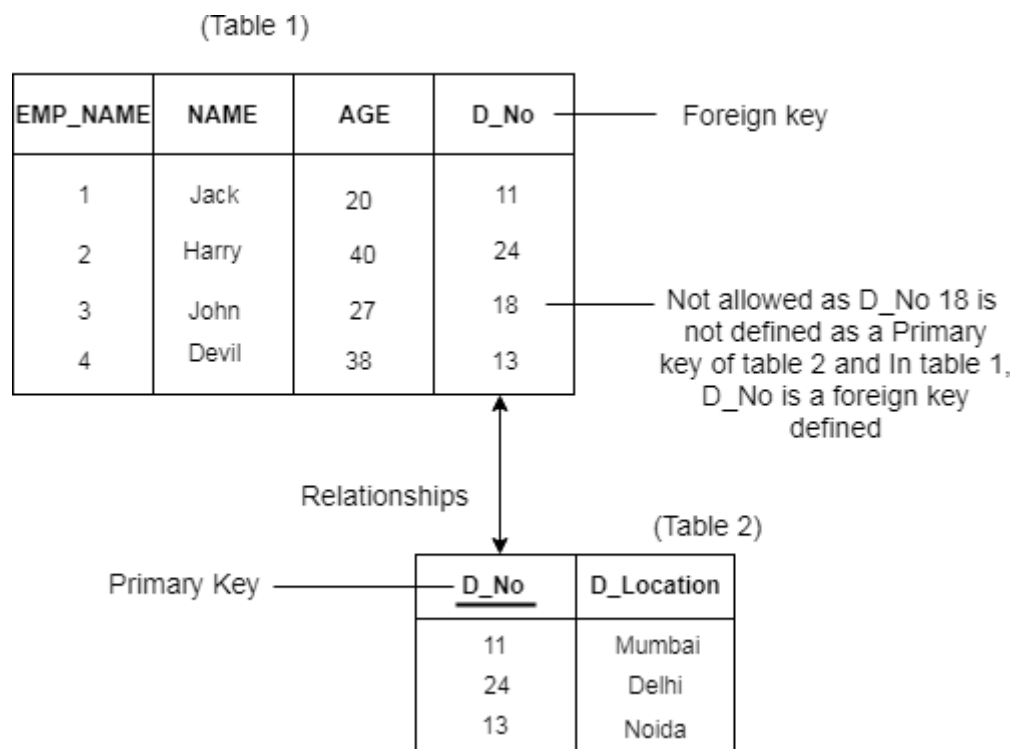 (Table 1)
EMP_NAME NAME AGE D_No Foreign key
1 Jack 20 11
2 Harry 40 24
3 John 27 18
4 Devil 38 13
Not allowed as D_No 18 is
not defined as a Primary
key of table 2 and In table 1,
D_No is a foreign key
defined
Relationships
(Table 2)
Primary Key D_No D_Location
11 Mumbai
24 Delhi
13 Noida